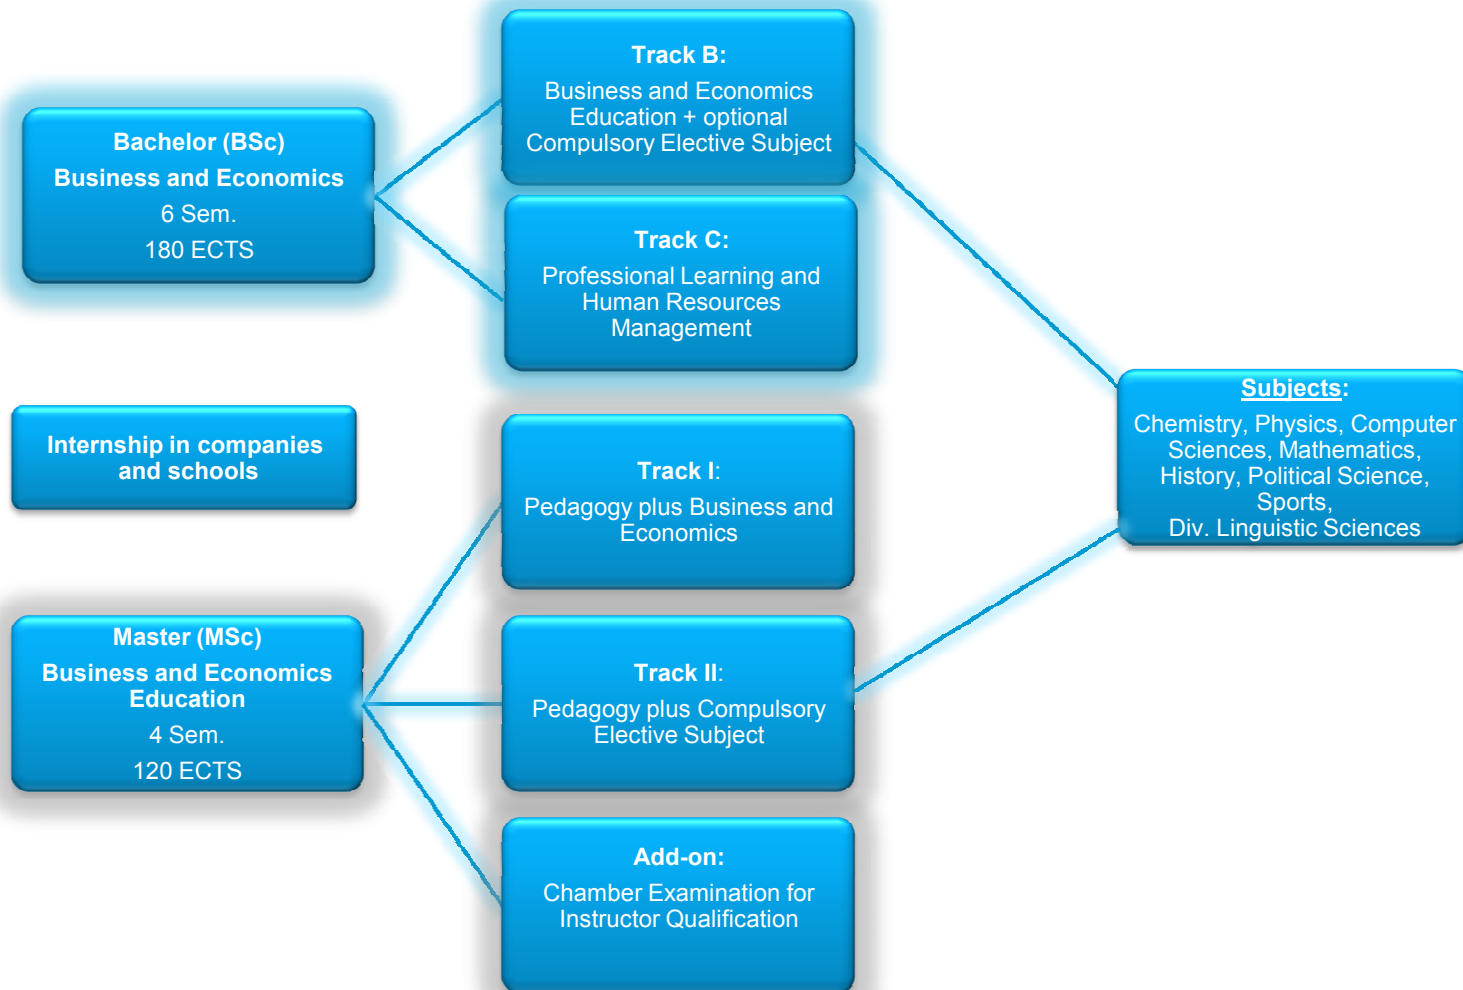 Bachelor (BSc)
Business and Economics
6 Sem.
180 ECTS
Track B:
Business and Economics
Education + optional
Compulsory Elective Subject
Track C:
Professional Learning and
Human Resources
Management
Internship in companies
and schools
Master (MSc)
Business and Economics
Education
4 Sem.
120 ECTS
Track I:
Pedagogy plus Business and
Economics
Track II:
Pedagogy plus Compulsory
Elective Subject
Add-on:
Chamber Examination for
Instructor Qualification
Subjects:
Chemistry, Physics, Computer
Sciences, Mathematics,
History, Political Science,
Sports,
Div. Linguistic Sciences